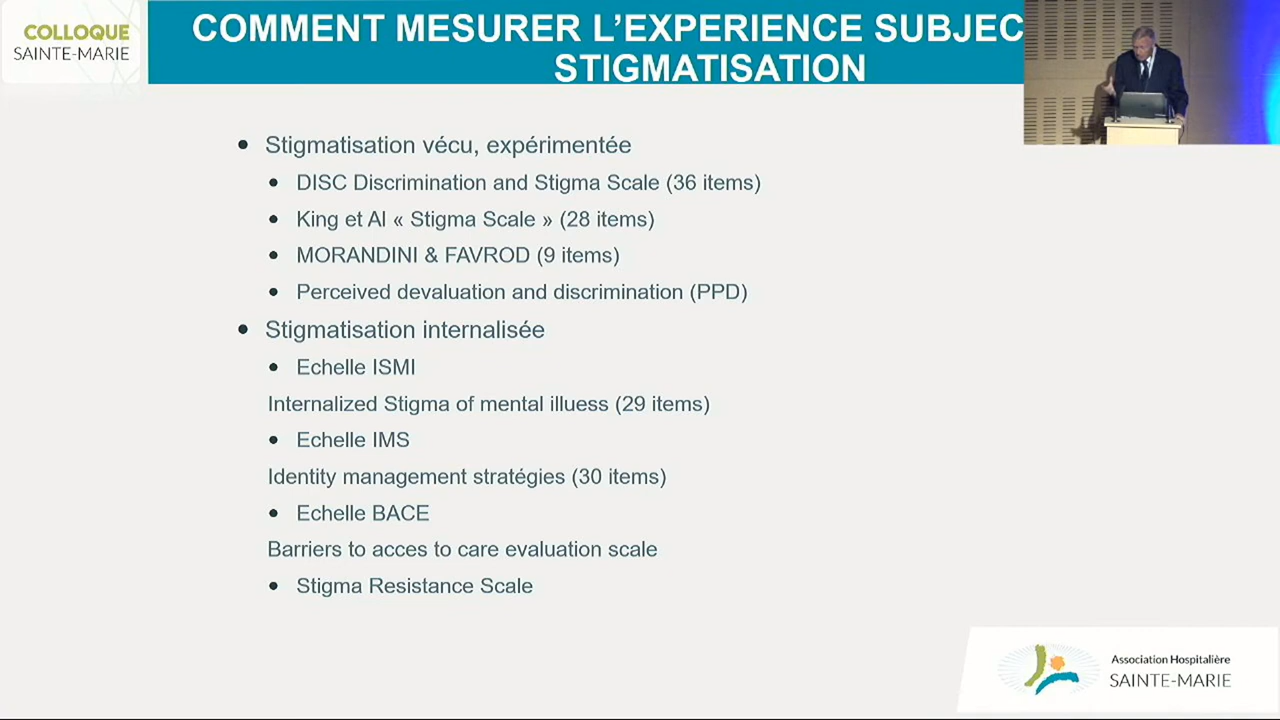 COLLOQUE
SAINTE-MARIE
COMMENT MESURER L’EXPERIENCE SUBJEC
STIGMATISATION
• Stigmatisation vécu, expérimentée
• DISC Discrimination and Stigma Scale (36 items)
• King et Al « Stigma Scale » (28 items)
• MORANDINI & FAVROD (9 items)
• Perceived devaluation and discrimination (PPD)
• Stigmatisation internalisée
• Echelle ISMI
Internalized Stigma of mental illuess (29 items)
• Echelle IMS
Identity management stratégies (30 items)
• Echelle BACE
Barriers to acces to care evaluation scale
• Stigma Resistance Scale
Association Hospitalière
SAINTE-MARIE